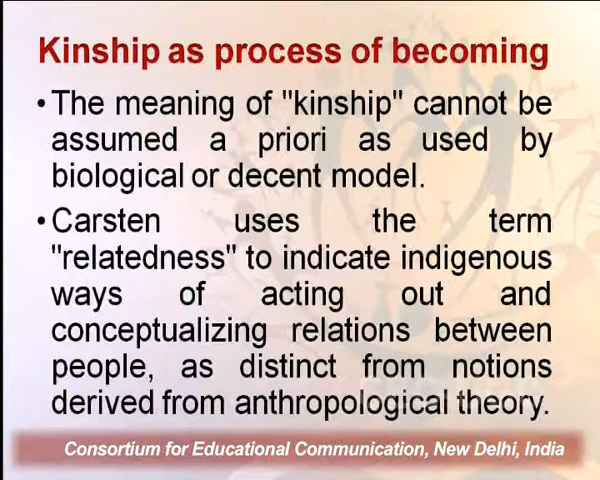 Kinship as process of becoming
•The meaning of "kinship" cannot be
assumed a priori as used by
biological or decent model.
•Carsten uses the term
"relatedness" to indicate indigenous
ways of acting out and
conceptualizing relations between
people, as distinct from notions
derived from anthropological theory.
Consortium for Educational Communication, New Delhi, India